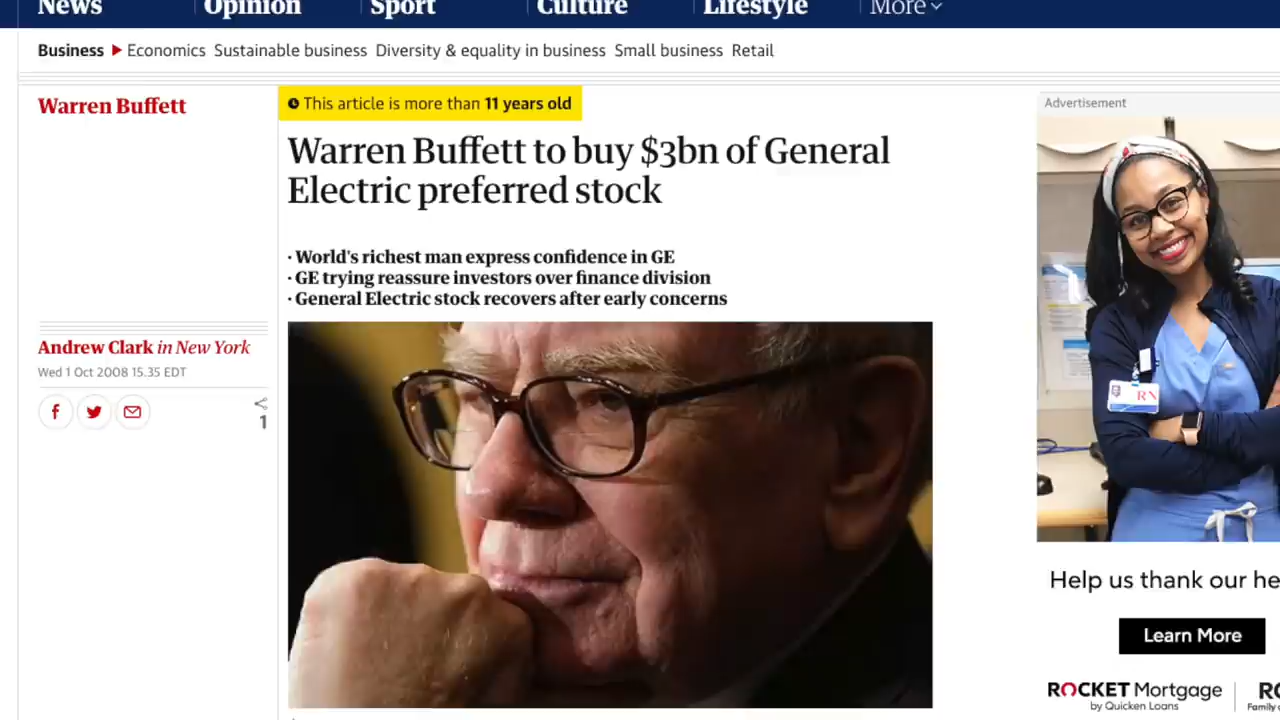 News
Opinion
Sport
Culture
Lifestyle
More
Business
Economics
Sustainable business
Diversity & equality in business
Small business
Retail
Warren Buffett
This article is more than 11 years old
Warren Buffett to buy $3bn of General
Electric preferred stock
· World's richest man express confidence in GE
· GE trying reassure investors over finance division
· General Electric stock recovers after early concerns
Andrew Clark in New York
Wed 1 Oct 2008 15.35 EDT
1
Advertisement
RN
Help us thank our he
Learn More
ROCKET Mortgage
by Quicken Loans
RO
Family